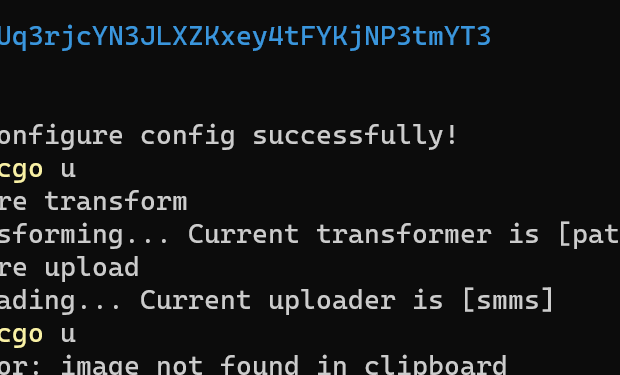 Uq3rjcYN3JLXZKxey4tFYKjNP3tmYT3
onfigure config successfully!
cgo u
re transform
sforming... Current transformer is [pat
re upload
ading... Current uploader is [smms]
cgo u
or: image not found in clipboard